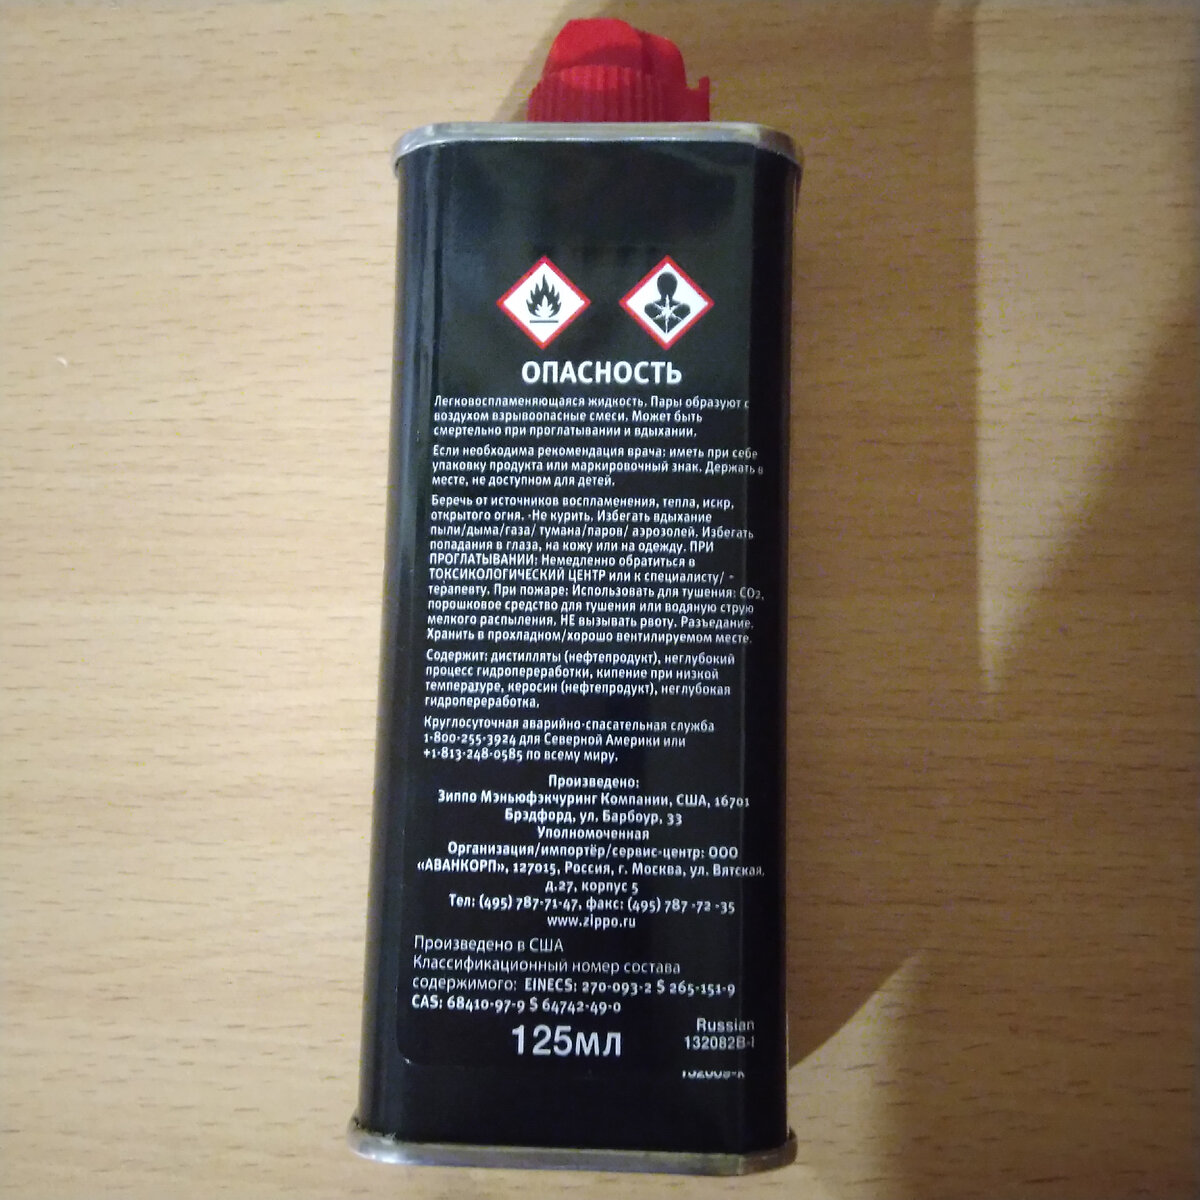 ОПАСНОСТЬ
Легковоспламеняющаяся жидкость. Пары образуют с
воздухом взрывоопасные смеси. Может быть
смертельно при проглатывании и вдыхании.
Если необходима рекомендация врача: иметь при себе
упаковку продукта или маркировочный знак. Держать в
месте, не доступном для детей.
Беречь от источников воспламенения, тепла, искр,
открытого огня. -Не курить. Избегать вдыхание
пыли/дыма/газа/ тумана/паров/ аэрозолей. Избегать
попадания в глаза, на кожу или на одежду. ПРИ
ПРОГЛАТЫВАНИИ: Немедленно обратиться в
ТОКСИКОЛОГИЧЕСКИЙ ЦЕНТР или к специалисту/ -
терапевту. При пожаре: Использовать для тушения: CO₂,
порошковое средство для тушения или водяную струю
мелкого распыления. НЕ вызывать рвоту. Разъедание.
Хранить в прохладном/хорошо вентилируемом месте.
Содержит: дистилляты (нефтепродукт), неглубокий
процесс гидропереработки, кипение при низкой
температуре, керосин (нефтепродукт), неглубокая
гидропереработка.
Круглосуточная аварийно-спасательная служба
1-800-255-3924 для Северной Америки или
+1-813-248-0585 по всему миру.
Произведено:
Зиппо Мэньюфэкчуринг Компании, США, 16701
Брэдфорд, ул. Барбоур, 33
Уполномоченная
Организация/импортёр/сервис-центр: ООО
«АВАНКОРП», 127015, Россия, г. Москва, ул. Вятская,
д.27, корпус 5
Тел: (495) 787-71-47, факс: (495) 787 -72 -35
www.zippo.ru
Произведено в США
Классификационный номер состава
содержимого: EINECS: 270-093-2 $ 265-151-9
CAS: 68410-97-9 $ 64742-49-0
125мл
Russian
132082B-I